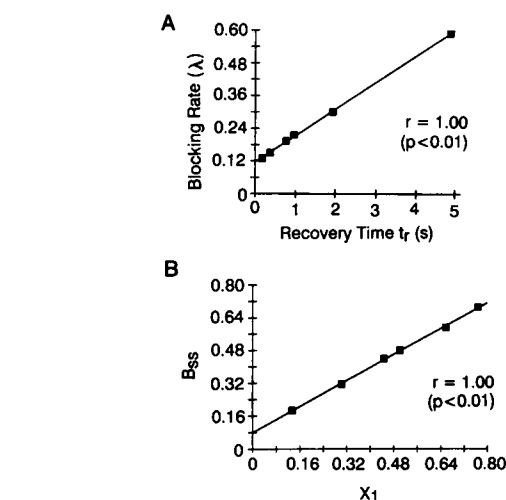 A
Blocking Rate (λ)
0.60
0.48
0.36
0.24
0.12
0
r = 1.00
(p<0.01)
0 1 2 3 4 5
Recovery Time tr (s)
B
Bss
0.80
0.64
0.48
0.32
0.16
0
r = 1.00
(p<0.01)
0 0.16 0.32 0.48 0.64 0.80
X1